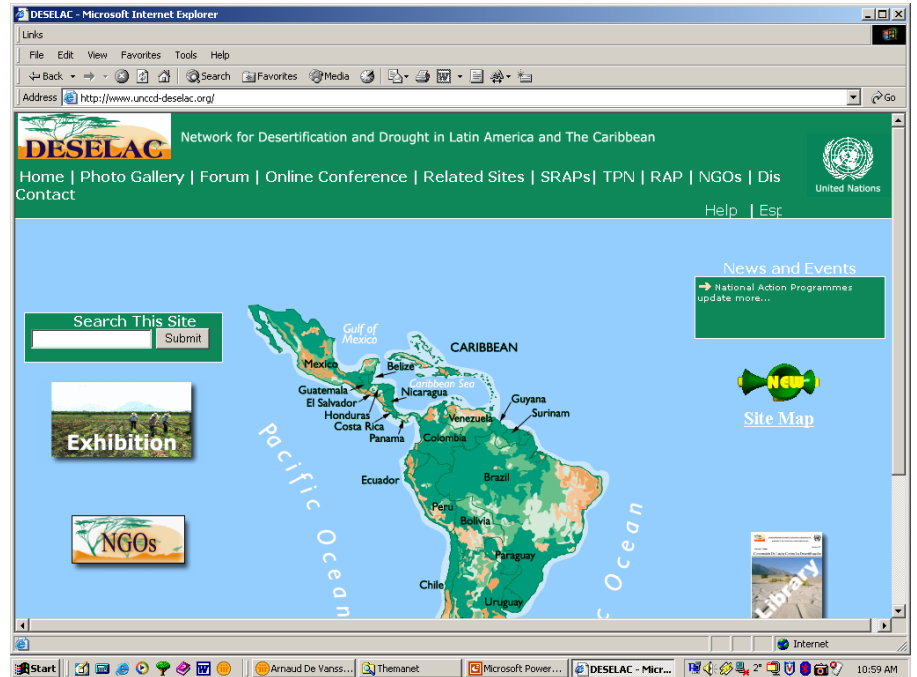 DESELAC - Microsoft Internet Explorer
Links
File Edit View Favorites Tools Help
Back Search Favorites Media
Address http://www.unccd-deselac.org/ Go
DESELAC
Network for Desertification and Drought in Latin America and The Caribbean
Home | Photo Gallery | Forum | Online Conference | Related Sites | SRAPs| TPN | RAP | NGOs | Dis
Contact
United Nations
Help | Esp
News and Events
National Action Programmes
update more...
Search This Site
Submit
Exhibition
NGOs
Gulf of
Mexico
CARIBBEAN
Mexico
Belize
Caribbean Sea
Guatemala
Nicaragua
El Salvador
Honduras
Costa Rica
Panama
Guyana
Surinam
Venezuela
Colombia
Ecuador
Brazil
Peru
Bolivia
Paraguay
Chile
Uruguay
Pacific Ocean
c Ocean
NEW
Site Map
Library
Internet
Start Arnaud De Vanss... Themanet Microsoft Power... DESELAC - Micr... 2° 10:59 AM